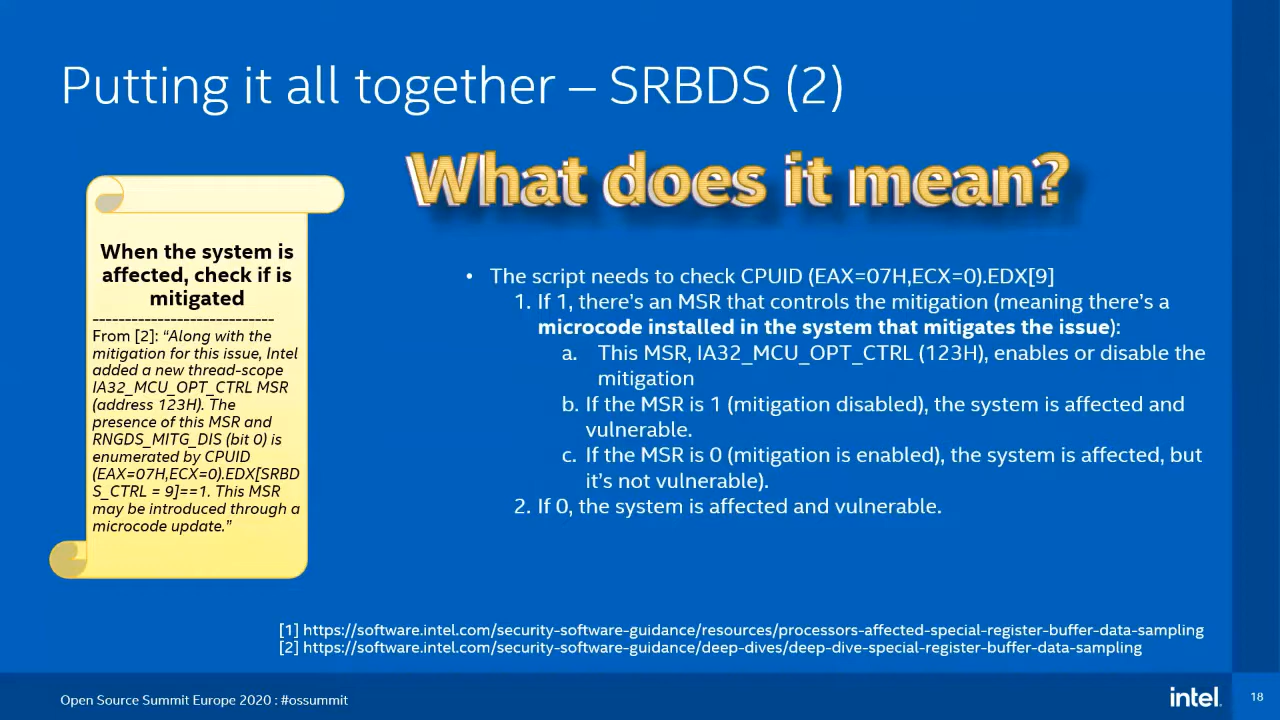 Putting it all together – SRBDS (2)
What does it mean?
When the system is
affected, check if is
mitigated
----------------------------
From [2]: “Along with the
mitigation for this issue, Intel
added a new thread-scope
IA32_MCU_OPT_CTRL MSR
(address 123H). The
presence of this MSR and
RNGDS_MITG_DIS (bit 0) is
enumerated by CPUID
(EAX=07H,ECX=0).EDX[SRBD
S_CTRL = 9]==1. This MSR
may be introduced through a
microcode update.”
• The script needs to check CPUID (EAX=07H,ECX=0).EDX[9]
1. If 1, there’s an MSR that controls the mitigation (meaning there’s a
microcode installed in the system that mitigates the issue):
a. This MSR, IA32_MCU_OPT_CTRL (123H), enables or disable the
mitigation
b. If the MSR is 1 (mitigation disabled), the system is affected and
vulnerable.
c. If the MSR is 0 (mitigation is enabled), the system is affected, but
it’s not vulnerable).
2. If 0, the system is affected and vulnerable.
[1] https://software.intel.com/security-software-guidance/resources/processors-affected-special-register-buffer-data-sampling
[2] https://software.intel.com/security-software-guidance/deep-dives/deep-dive-special-register-buffer-data-sampling
Open Source Summit Europe 2020 : #ossummit
intel.
18